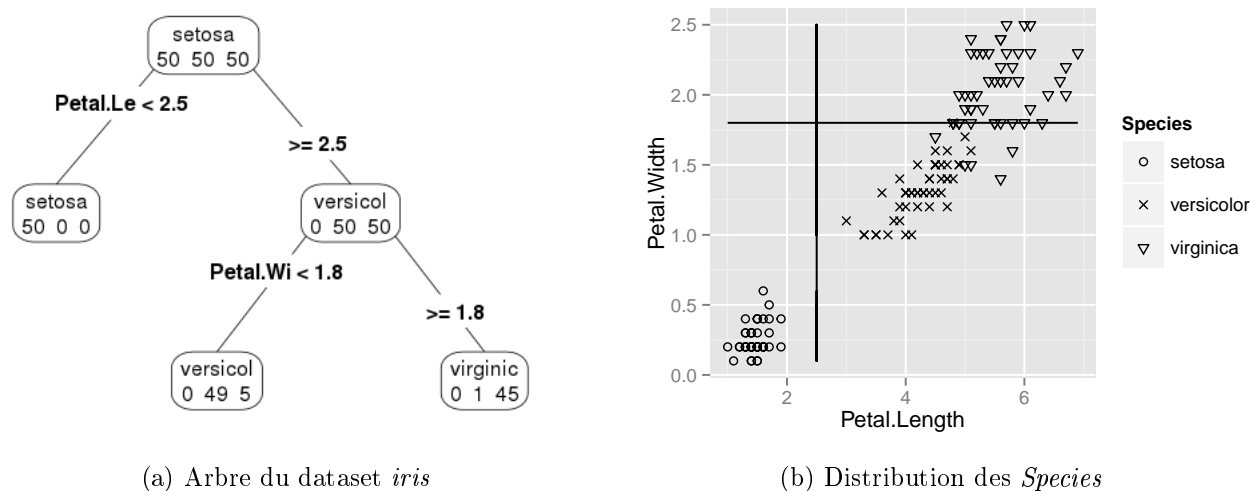 setosa
50 50 50
Petal.Le < 2.5
>= 2.5
setosa
50 0 0
versicol
0 50 50
Petal.Wi < 1.8
>= 1.8
versicol
0 49 5
virginic
0 1 45
(a) Arbre du dataset iris
2.5
2.0
1.5
1.0
0.5
0.0
Petal.Width
2 4 6
Petal.Length
Species
setosa
versicolor
virginica
(b) Distribution des Species